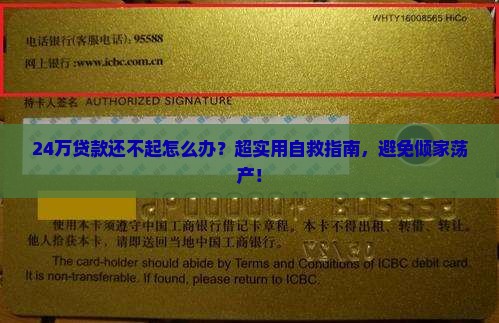 WHTY16008565 HiCo
电话银行(客服电话):95588
网上银行:www.icbc.com.cn
持卡人签名 AUTHORIZED SIGNATURE
24万贷款还不起怎么办?超实用自救指南,避免倾家荡
产!
使用本卡须遵守中国工商银行借记卡章程。本卡不得出租、转借、转让。
他人拾获本卡,请即送回当地中国工商银行。
The card-holder should abide by Terms and Conditions of ICBC debit card.
It is non-transferable. If found, please return to ICBC.